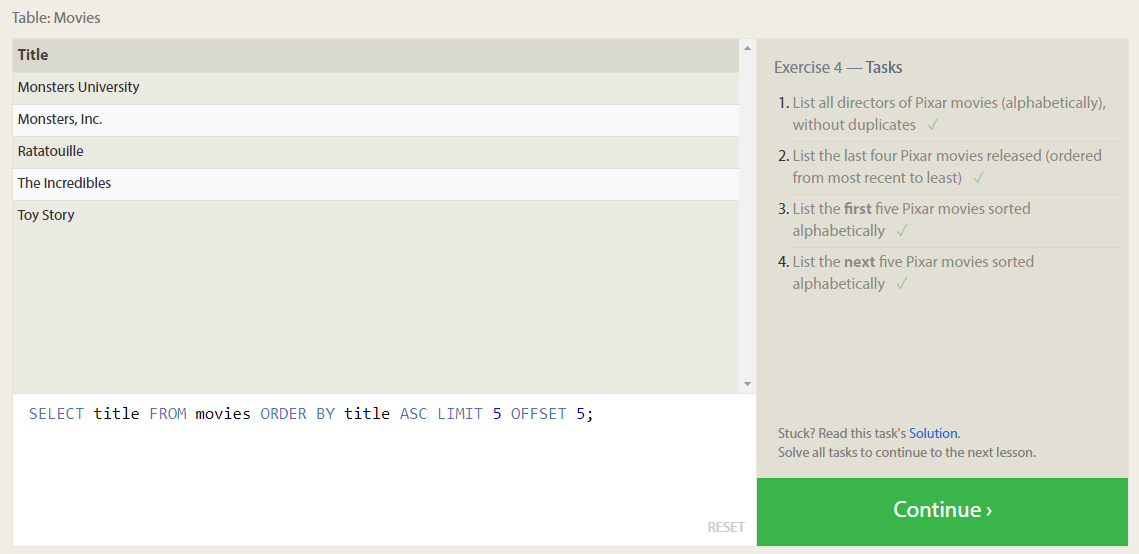 Table: Movies
Title
Monsters University
Monsters, Inc.
Ratatouille
The Incredibles
Toy Story
SELECT title FROM movies ORDER BY title ASC LIMIT 5 OFFSET 5;
RESET
Exercise 4 — Tasks
1. List all directors of Pixar movies (alphabetically),
without duplicates ✓
2. List the last four Pixar movies released (ordered
from most recent to least) ✓
3. List the first five Pixar movies sorted
alphabetically ✓
4. List the next five Pixar movies sorted
alphabetically ✓
Stuck? Read this task's Solution.
Solve all tasks to continue to the next lesson.
Continue ›